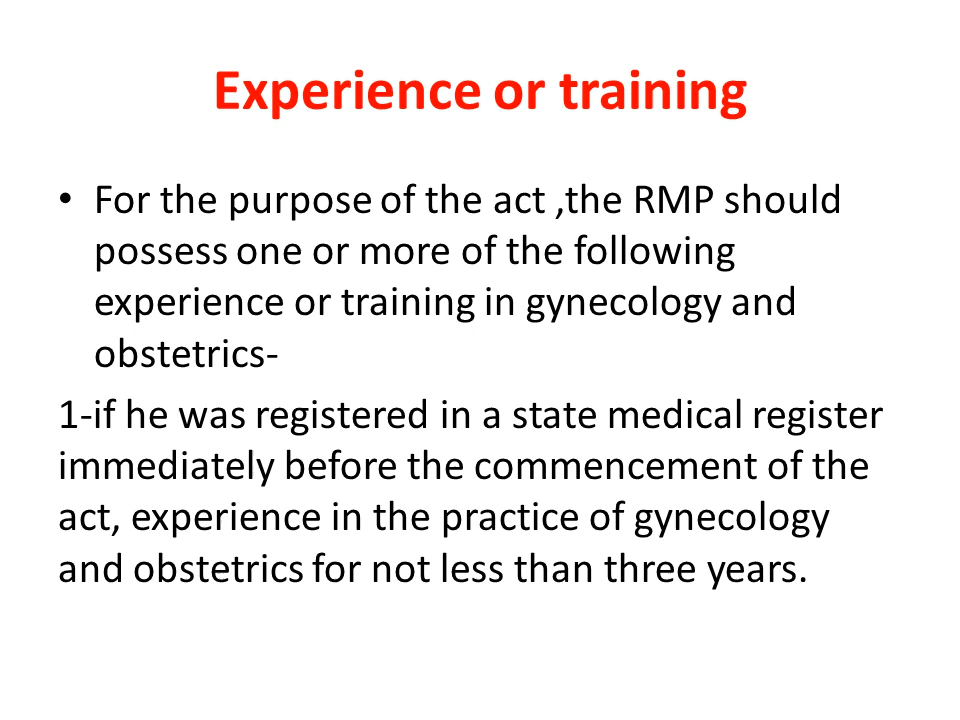 Experience or training
• For the purpose of the act ,the RMP should
possess one or more of the following
experience or training in gynecology and
obstetrics-
1-if he was registered in a state medical register
immediately before the commencement of the
act, experience in the practice of gynecology
and obstetrics for not less than three years.